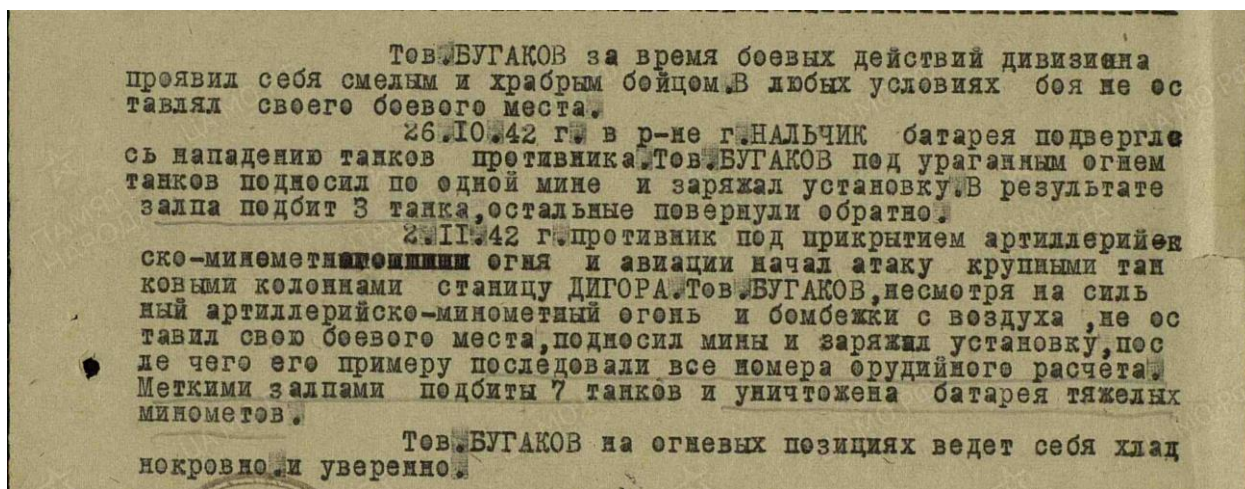 Тов.БУГАКОВ за время боевых действий дивизиона
проявил себя смелым и храбрым бойцом.В любых условиях боя не ос
тавлял своего боевого места.
26.IO.42 г. в р-не г.НАЛЬЧИК батарея подвергле
сь нападению танков противника.Тов.БУГАКОВ под ураганным огнем
танков подносил по одной мине и заряжал установку.В результате
залпа подбит 3 танка,остальные повернули обратно.
2.II.42 г.противник под прикрытием артиллерийск
ско-минометн огня и авиации начал атаку крупными тан
ковыми колоннами станицу ДИГОРА.Тов.БУГАКОВ,несмотря на силь
ный артиллерийско-минометный огонь и бомбежки с воздуха ,не ос
тавил свою боевого места,подносил мины и заряжал установку,пос
ле чего его примеру последовали все номера орудийного расчета.
Меткими залпами подбиты 7 танков и уничтожена батарея тяжелых
минометов.
Тов.БУГАКОВ на огневых позициях ведет себя хлад
нокровно.и уверенно.